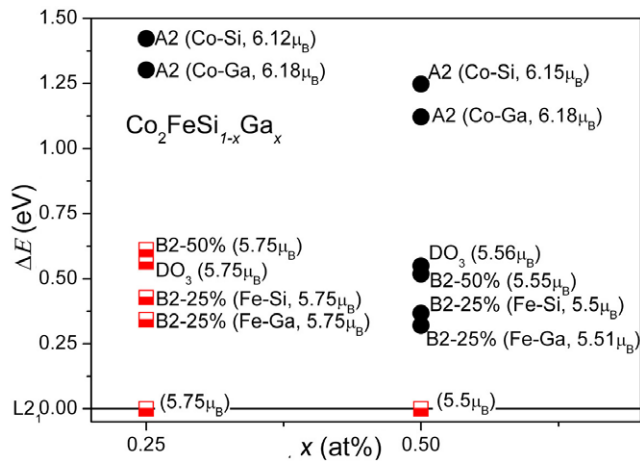 1.50
A2 (Co-Si, 6.12μB)
1.25
A2 (Co-Ga, 6.18μB)
A2 (Co-Si, 6.15μB)
A2 (Co-Ga, 6.18μB)
1.00
Co2FeSi1-xGax
ΔE (eV)
0.75
B2-50% (5.75μB)
DO3 (5.75μB)
DO3 (5.56μB)
B2-50% (5.55μB)
0.50
B2-25% (Fe-Si, 5.75μB)
B2-25% (Fe-Ga, 5.75μB)
B2-25% (Fe-Si, 5.5μB)
B2-25% (Fe-Ga, 5.51μB)
0.25
(5.75μB)
(5.5μB)
L21 0.00
0.25
0.50
x (at%)